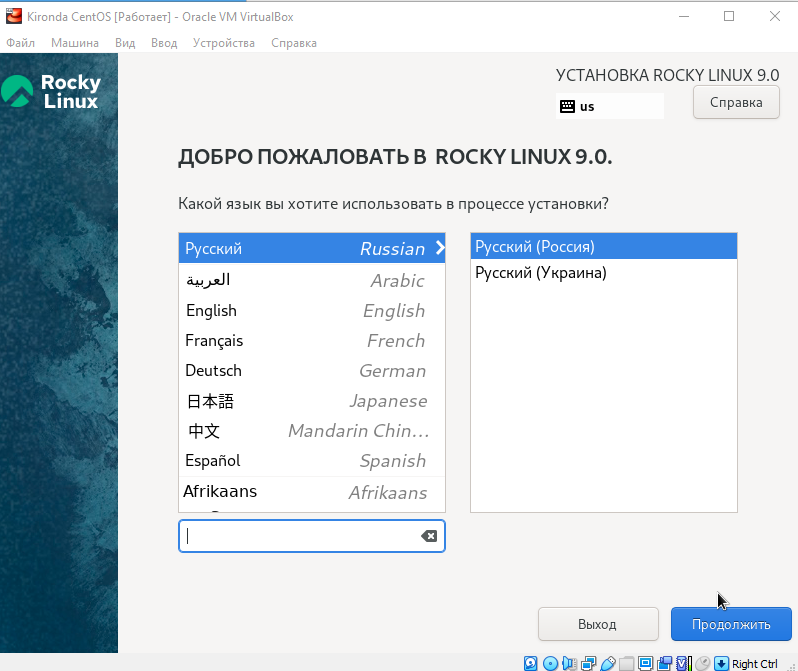 Kironda CentOS [Работает] - Oracle VM VirtualBox
Файл Машина Вид Ввод Устройства Справка
Rocky
Linux
УСТАНОВКА ROCKY LINUX 9.0
us
Справка
ДОБРО ПОЖАЛОВАТЬ В ROCKY LINUX 9.0.
Какой язык вы хотите использовать в процессе установки?
Русский Russian
العربية Arabic
English English
Français French
Deutsch German
日本語 Japanese
中文 Mandarin Chin…
Español Spanish
Afrikaans Afrikaans
Русский (Россия)
Русский (Украина)
Выход
Продолжить
Right Ctrl